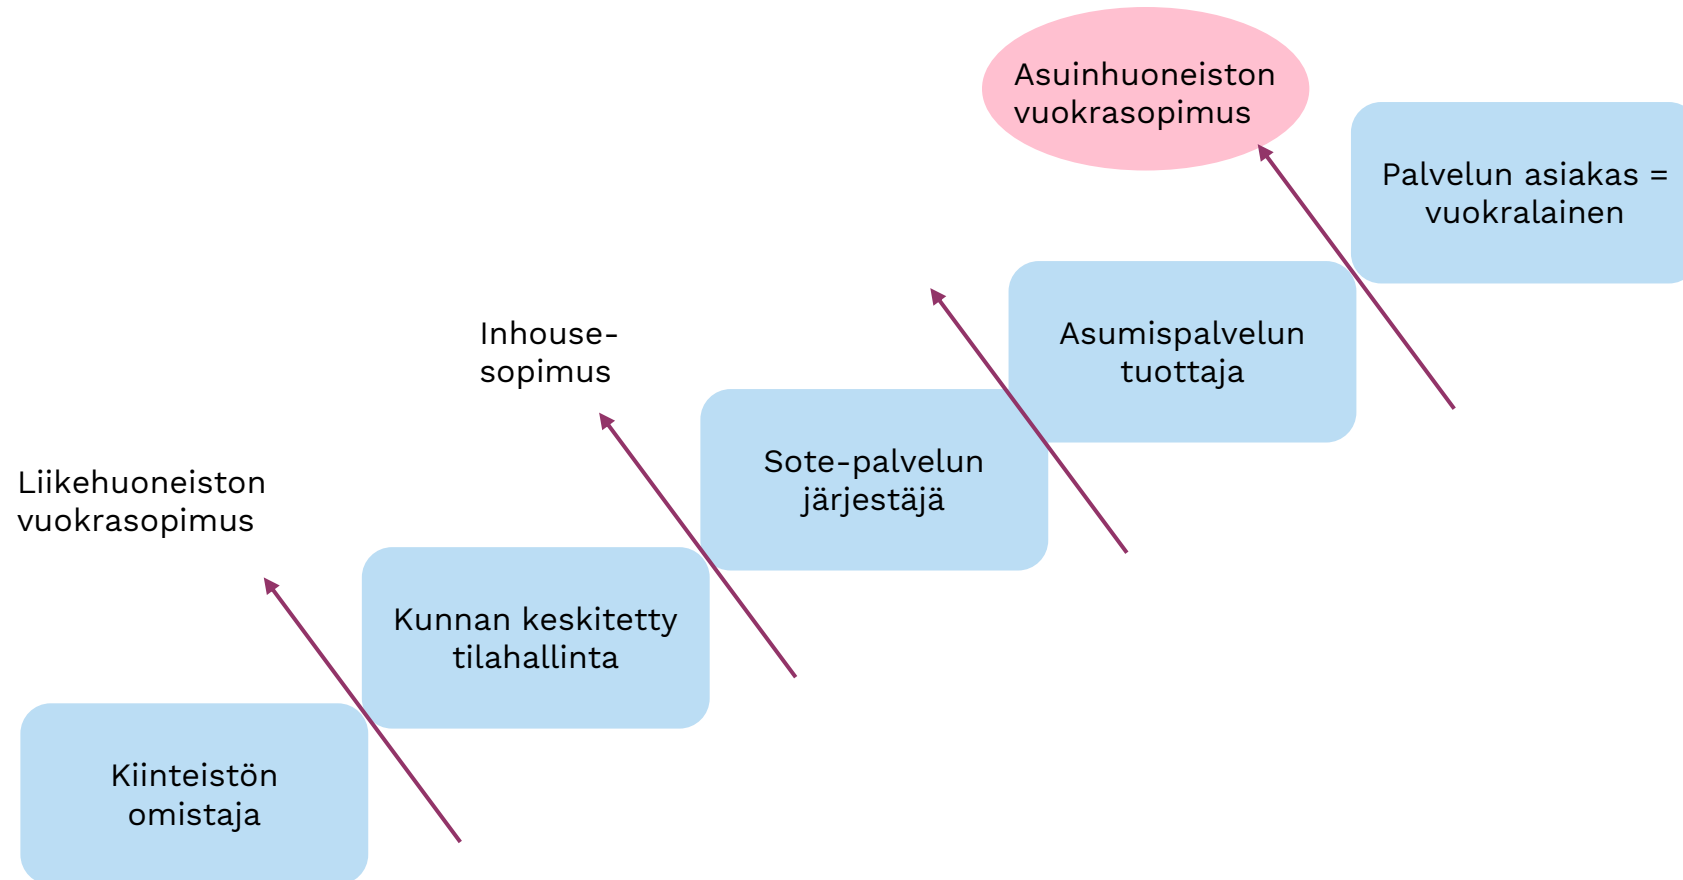 Asuinhuoneiston
vuokrasopimus
Palvelun asiakas =
vuokralainen
Asumispalvelun
tuottaja
Inhouse-
sopimus
Sote-palvelun
järjestäjä
Liikehuoneiston
vuokrasopimus
Kunnan keskitetty
tilahallinta
Kiinteistön
omistaja